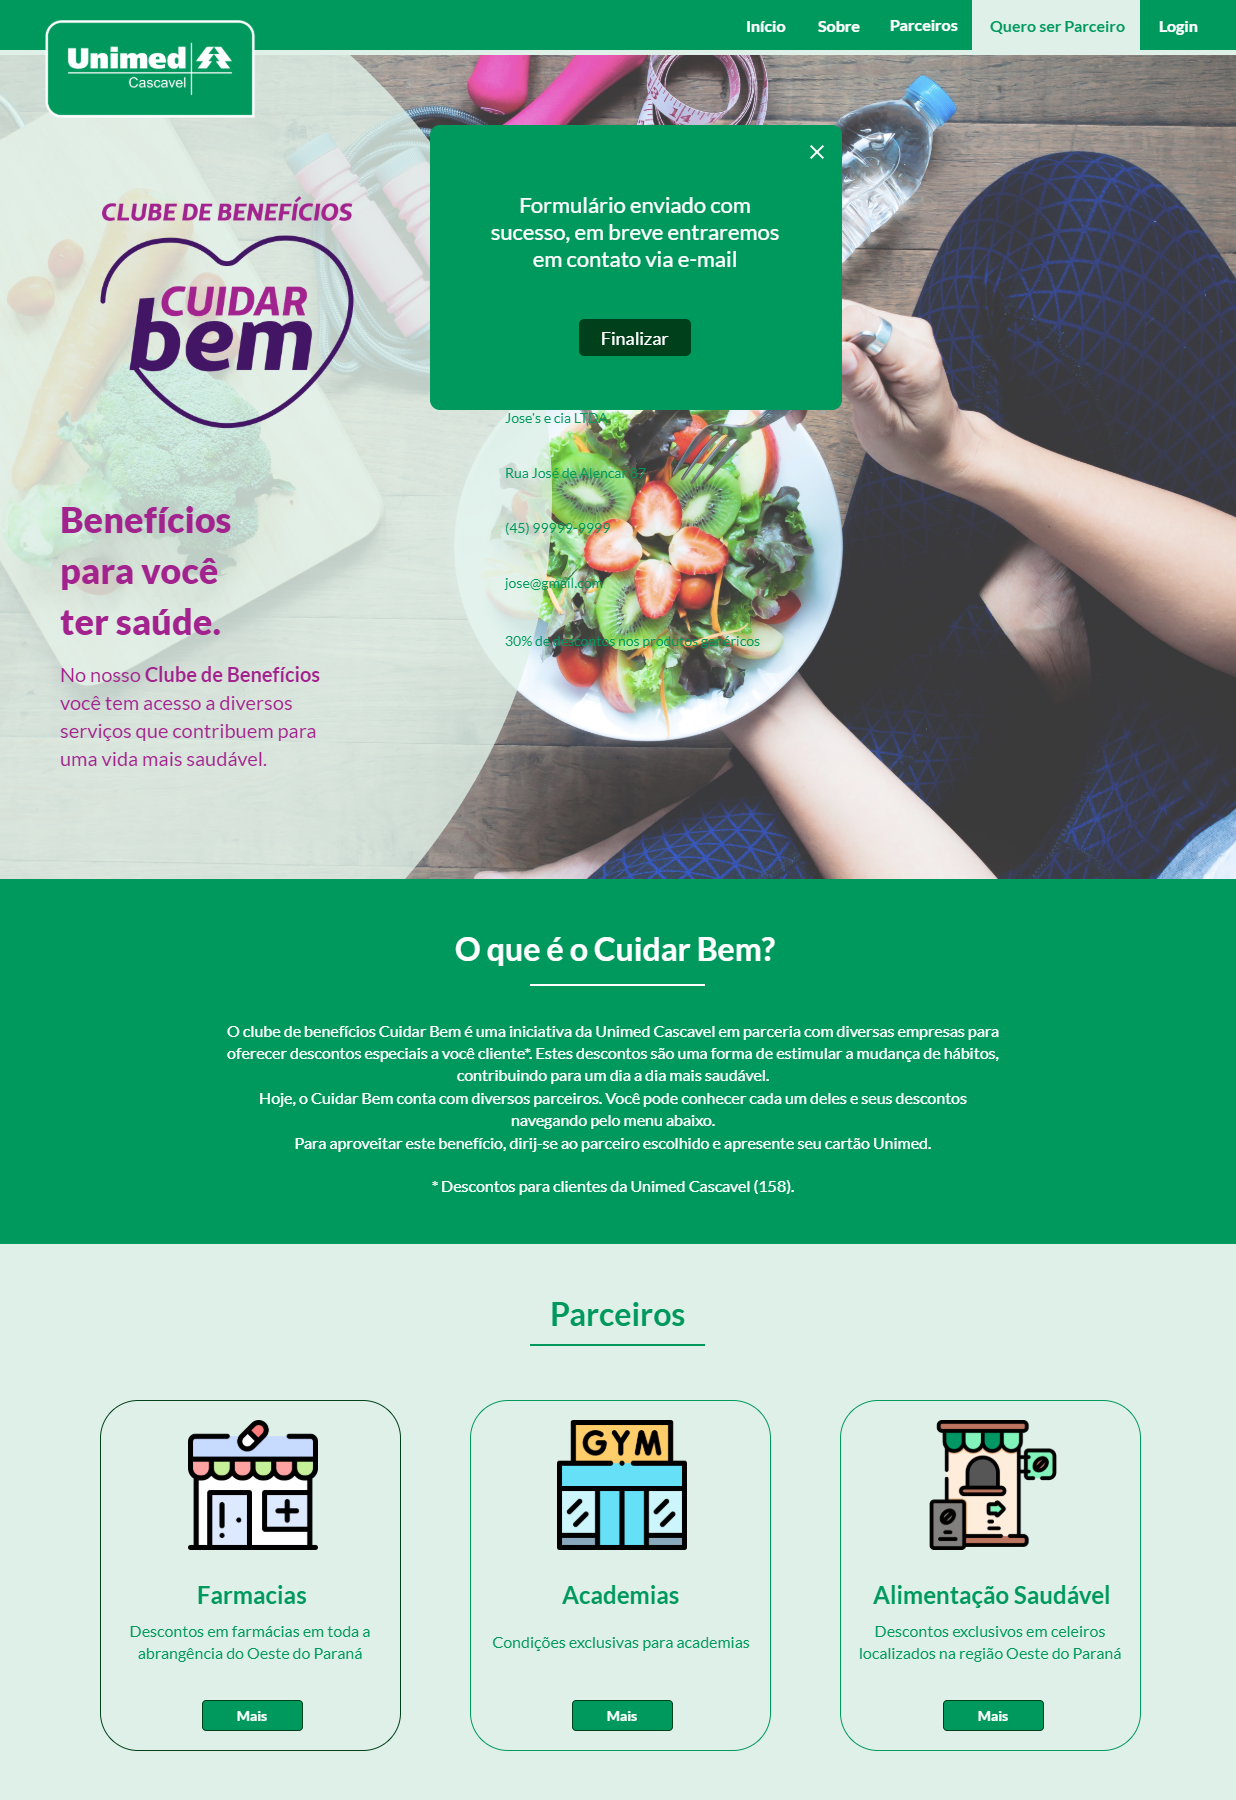 Início
Sobre
Parceiros
Quero ser Parceiro
Login
Unimed
Cascavel
CLUBE DE BENEFÍCIOS
CUIDAR
bem
Benefícios
para você
ter saúde.
No nosso Clube de Benefícios
você tem acesso a diversos
serviços que contribuem para
uma vida mais saudável.
Formulário enviado com
sucesso, em breve entraremos
em contato via e-mail
Finalizar
Jose's e cia LTDA
Rua José de Alencar 67
(45) 99999-9999
jose@gmail.com
30% de descontos nos produtos genéricos
O que é o Cuidar Bem?
O clube de benefícios Cuidar Bem é uma iniciativa da Unimed Cascavel em parceria com diversas empresas para
oferecer descontos especiais a você cliente*. Estes descontos são uma forma de estimular a mudança de hábitos,
contribuindo para um dia a dia mais saudável.
Hoje, o Cuidar Bem conta com diversos parceiros. Você pode conhecer cada um deles e seus descontos
navegando pelo menu abaixo.
Para aproveitar este benefício, dirij-se ao parceiro escolhido e apresente seu cartão Unimed.
* Descontos para clientes da Unimed Cascavel (158).
Parceiros
Farmacias
Descontos em farmácias em toda a
abrangência do Oeste do Paraná
Mais
GYM
Academias
Condições exclusivas para academias
Mais
Alimentação Saudável
Descontos exclusivos em celeiros
localizados na região Oeste do Paraná
Mais